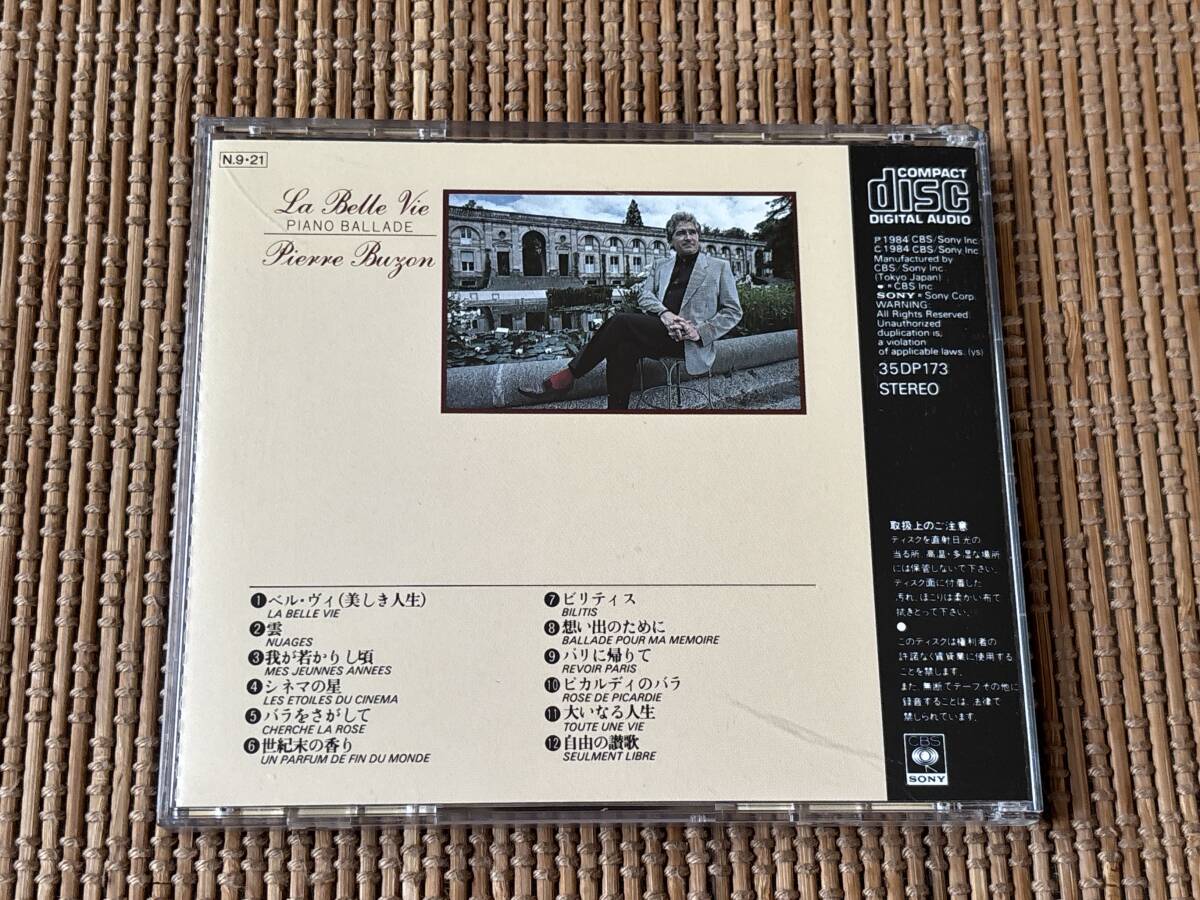 N.9・21
La Belle Vie
PIANO BALLADE
Pierre Buzon
❶ベル・ヴィ(美しき人生)
LA BELLE VIE
❷雲
NUAGES
❸我が若かりし頃
MES JEUNNES ANNEES
❹シネマの星
LES ETOILES DU CINEMA
❺バラをさがして
CHERCHE LA ROSE
❻世紀末の香り
UN PARFUM DE FIN DU MONDE
❼ビリティス
BILITIS
❽想い出のために
BALLADE POUR MA MEMOIRE
❾パリに帰りて
REVOIR PARIS
❿ピカルディのバラ
ROSE DE PICARDIE
⓫大いなる人生
TOUTE UNE VIE
⓬自由の讃歌
SEULMENT LIBRE
COMPACT
disc
DIGITAL AUDIO
P 1984 CBS/Sony Inc.
C 1984 CBS/Sony Inc.
Manufactured by
CBS/Sony Inc.
(Tokyo Japan)
® CBS Inc.
SONY ® Sony Corp.
WARNING:
All Rights Reserved.
Unauthorized
duplication is,
a violation
of applicable laws. (ys)
35DP173
STEREO
取扱上のご注意
ディスクを直射日光の
当る所、高温・多湿な場所
には保管しないで下さい。
ディスク面に付着した
汚れ、ほこりは柔かい布で
拭きとって下さい。
●
このディスクは権利者の
許諾なく賃貸業に使用する
ことを禁じます。
また、無断でテープその他に
録音することは、法律で
禁じられています。
CBS
SONY